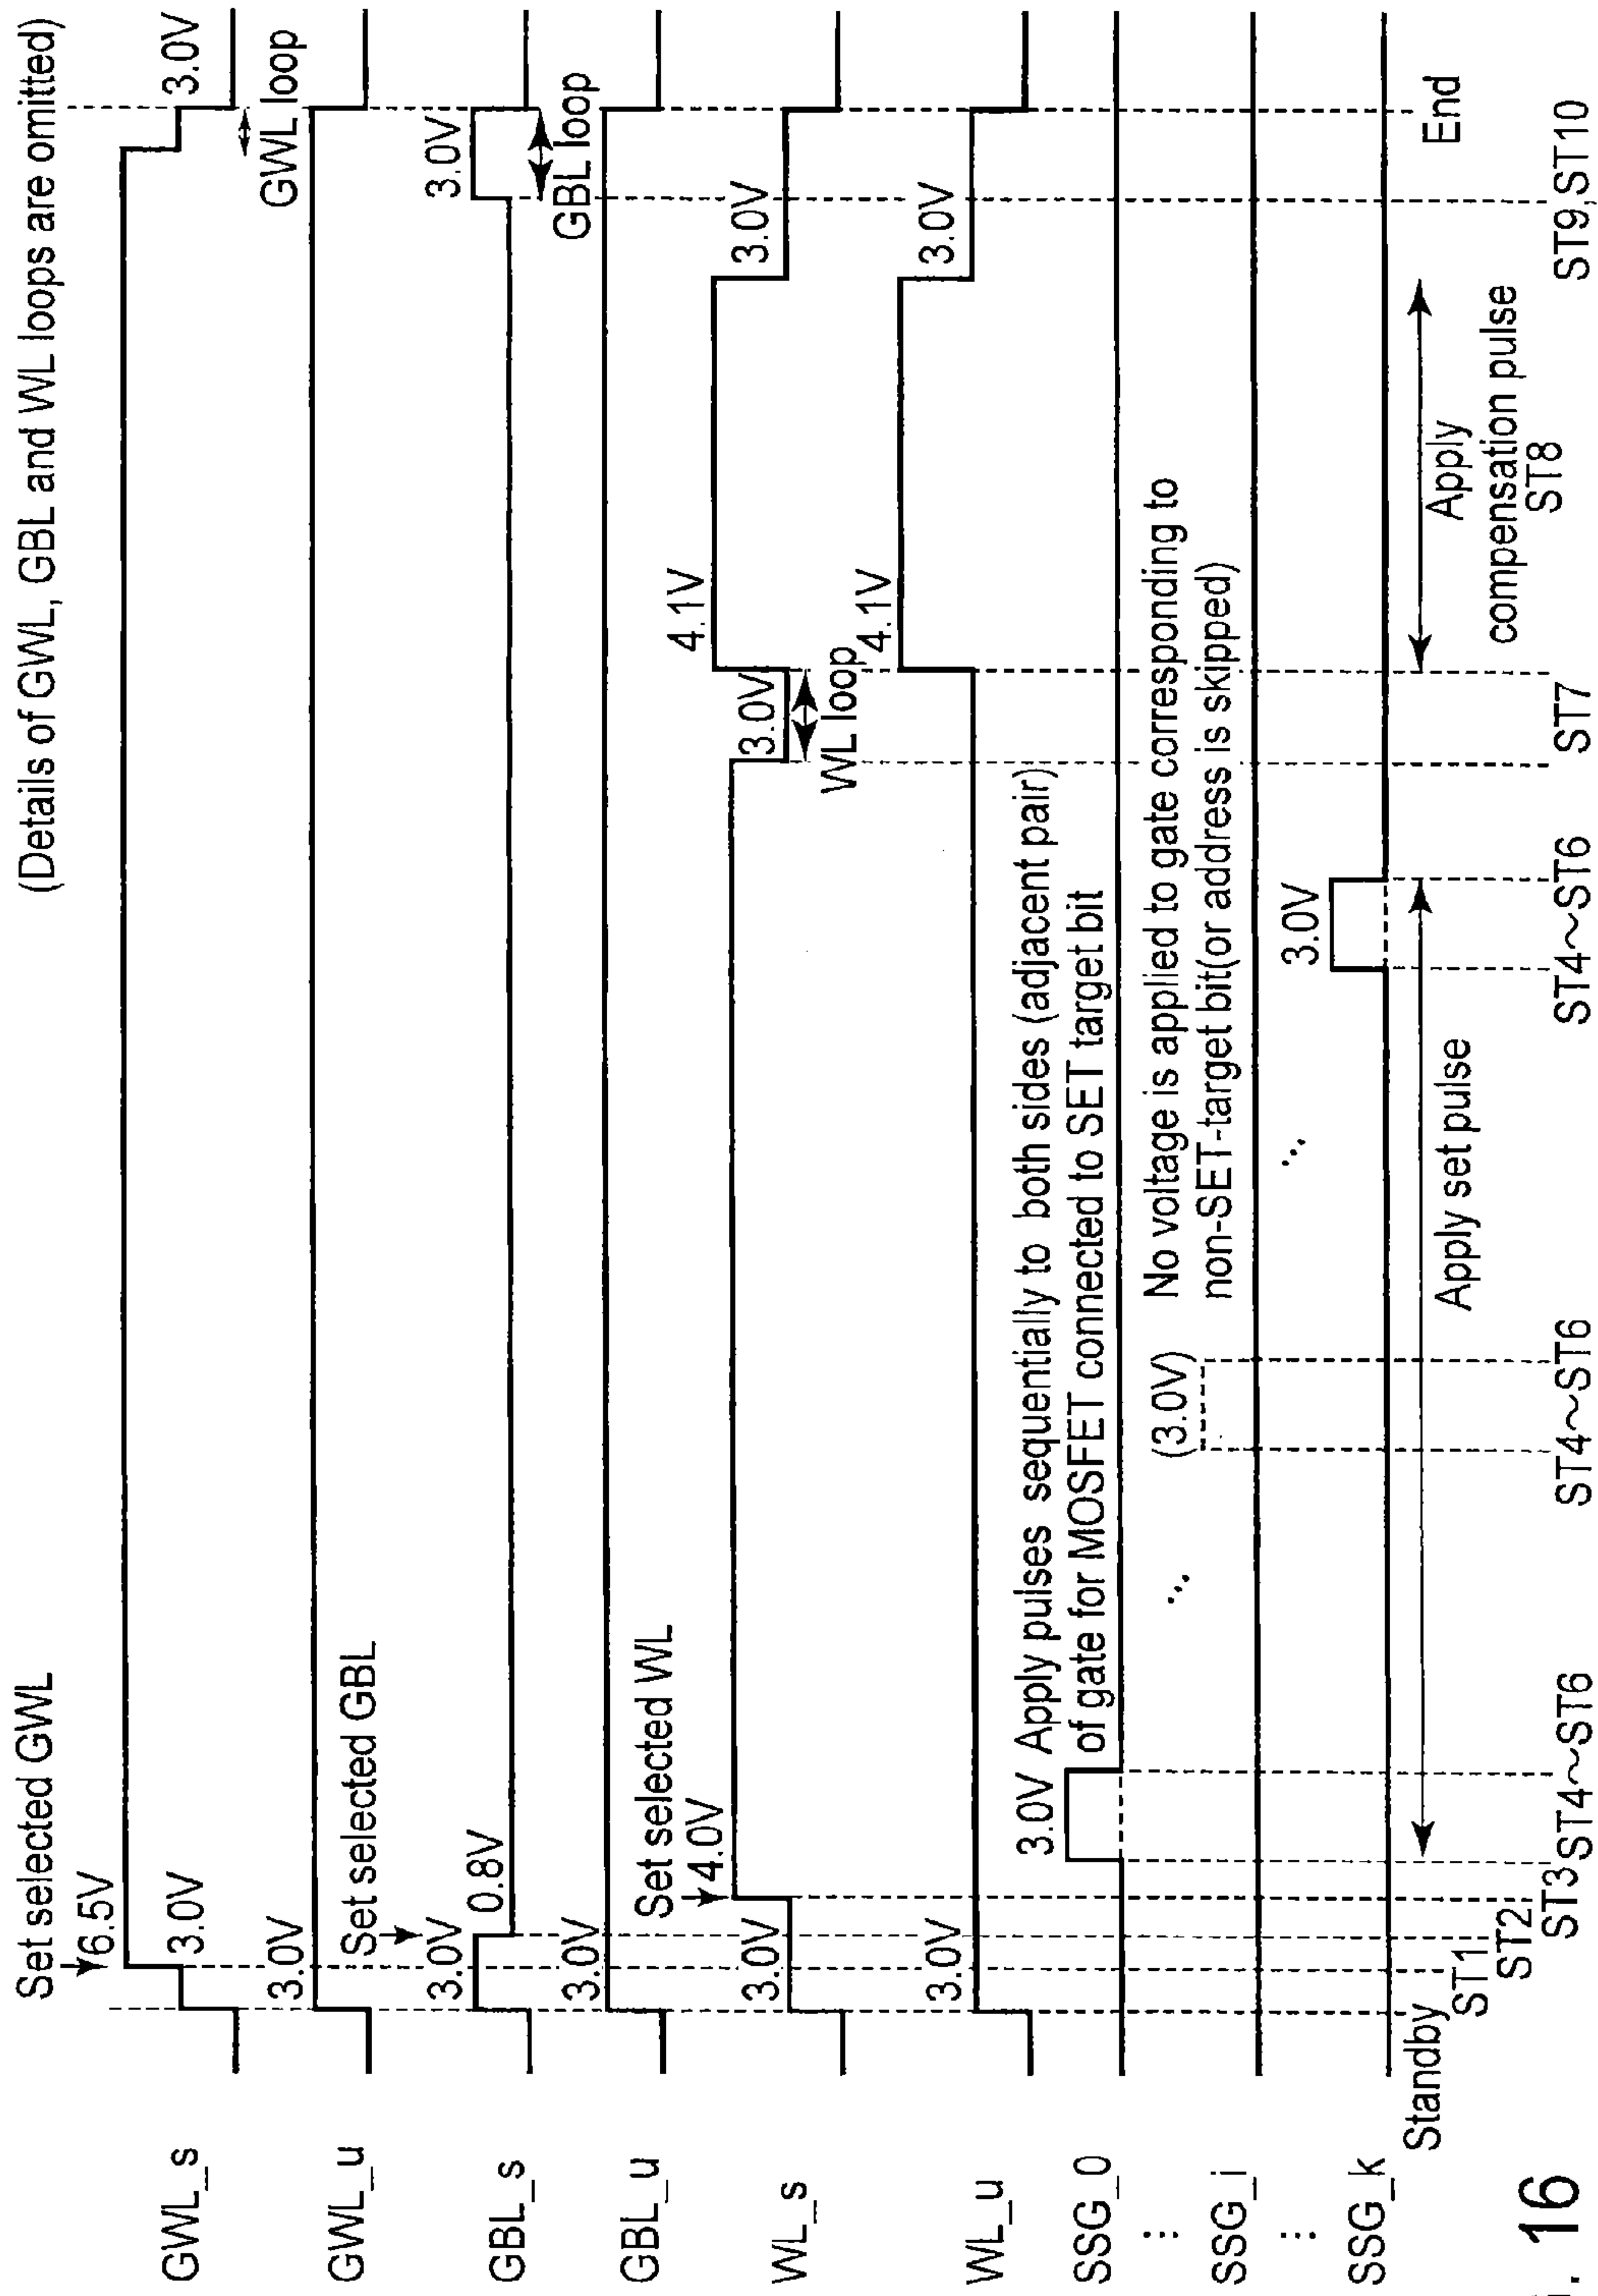 (Details of GWL, GBL and WL loops are omitted)
Set selected GWL
6.5V
3.0V
3.0V
GWL_s
GWL loop
3.0V
GWL_u
Set selected GBL
3.0V
0.8V
3.0V
GBL_s
GBL loop
3.0V
GBL_u
Set selected WL
4.0V
3.0V
3.0V
4.1V
3.0V
WL_s
WL loop
3.0V
4.1V
3.0V
WL_u
3.0V
Apply pulses sequentially to both sides (adjacent pair)
of gate for MOSFET connected to SET target bit
SSG_0
⋮
...
(3.0V)
No voltage is applied to gate corresponding to
non-SET-target bit(or address is skipped)
SSG_i
⋮
...
3.0V
SSG_k
Standby
Apply set pulse
Apply
compensation pulse
ST8
End
ST1
ST2
ST3
ST4~ST6
ST4~ST6
ST4~ST6
ST7
ST9,ST10
16